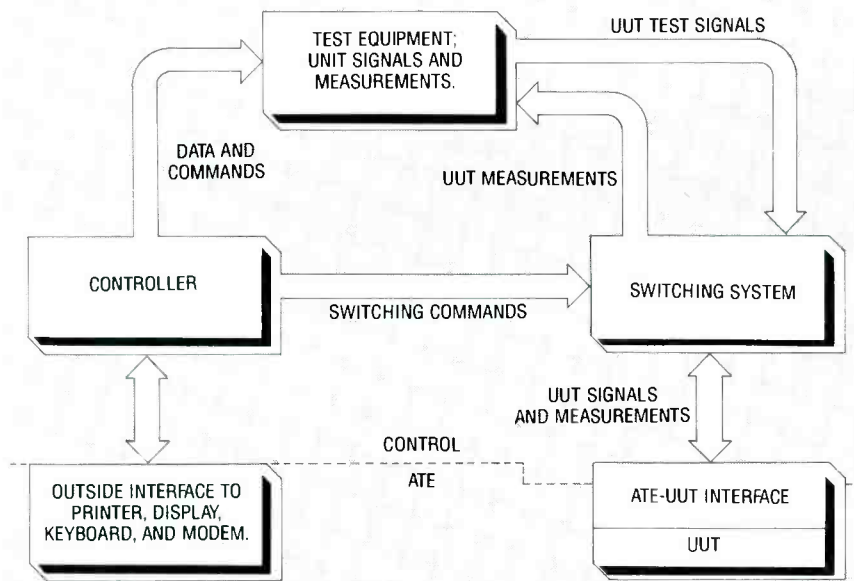 TEST EQUIPMENT;
UNIT SIGNALS AND
MEASUREMENTS.
UUT TEST SIGNALS
DATA AND
COMMANDS
UUT MEASUREMENTS
CONTROLLER
SWITCHING COMMANDS
SWITCHING SYSTEM
UUT SIGNALS
AND MEASUREMENTS
CONTROL
ATE
OUTSIDE INTERFACE TO
PRINTER, DISPLAY,
KEYBOARD, AND MODEM.
ATE-UUT INTERFACE
UUT